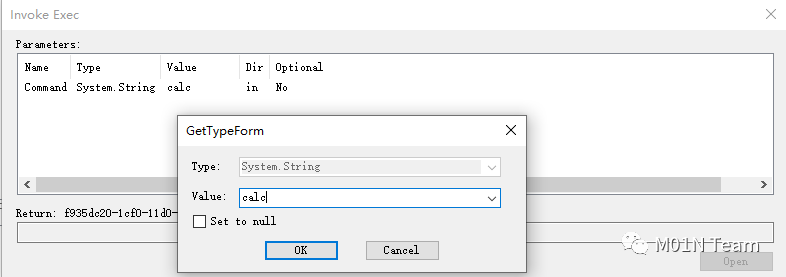 Invoke Exec
Parameters:
Name Type Value Dir Optional
Command System.String calc in No
GetTypeForm
Type: System.String
Value: calc
Set to null
OK Cancel
Return: f935dc20-1cf0-11d0-
M01N Team
Open